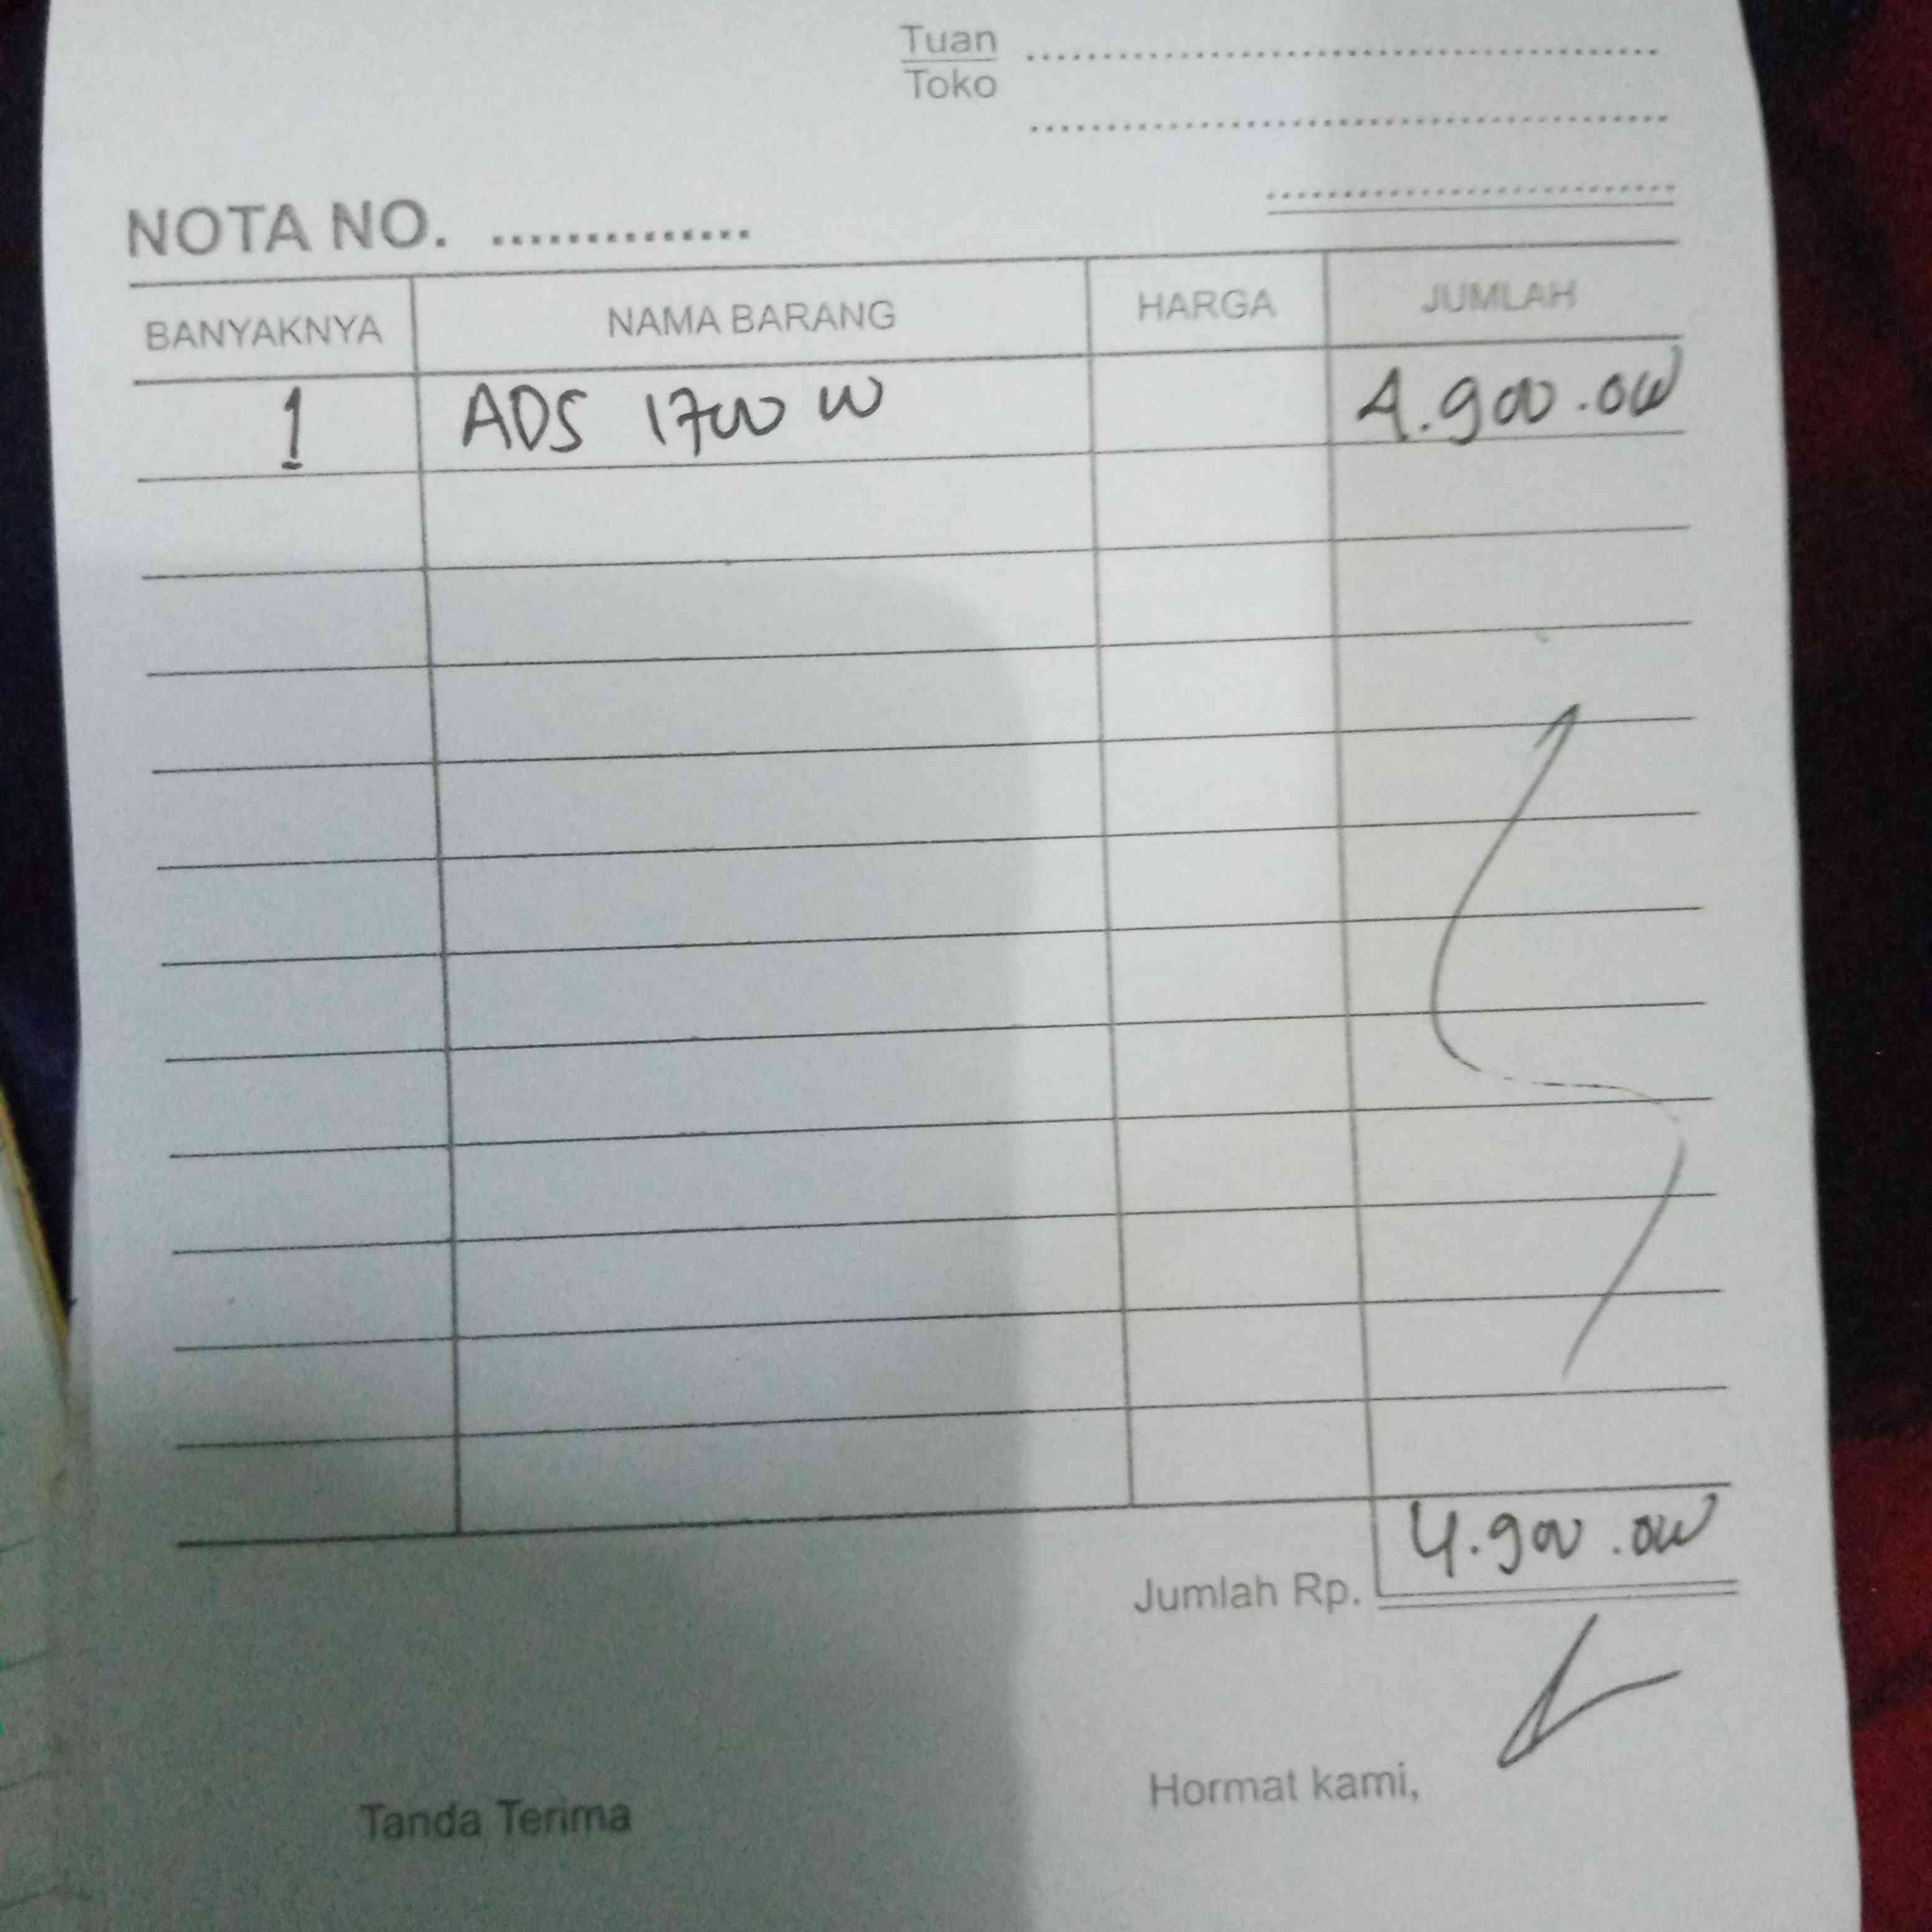 Tuan
Toko
NOTA NO. ..............
BANYAKNYA NAMA BARANG HARGA JUMLAH
1 ADS 1700 W 4.900.000
4.900.000
Jumlah Rp.
Hormat kami,
Tanda Terima